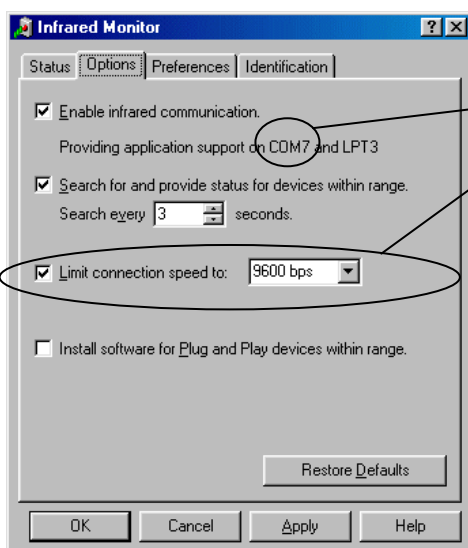 Infrared Monitor
Status Options Preferences Identification
Enable infrared communication.
Providing application support on COM7 and LPT3
Search for and provide status for devices within range.
Search every 3 seconds.
Limit connection speed to: 9600 bps
Install software for Plug and Play devices within range.
Restore Defaults
OK Cancel Apply Help